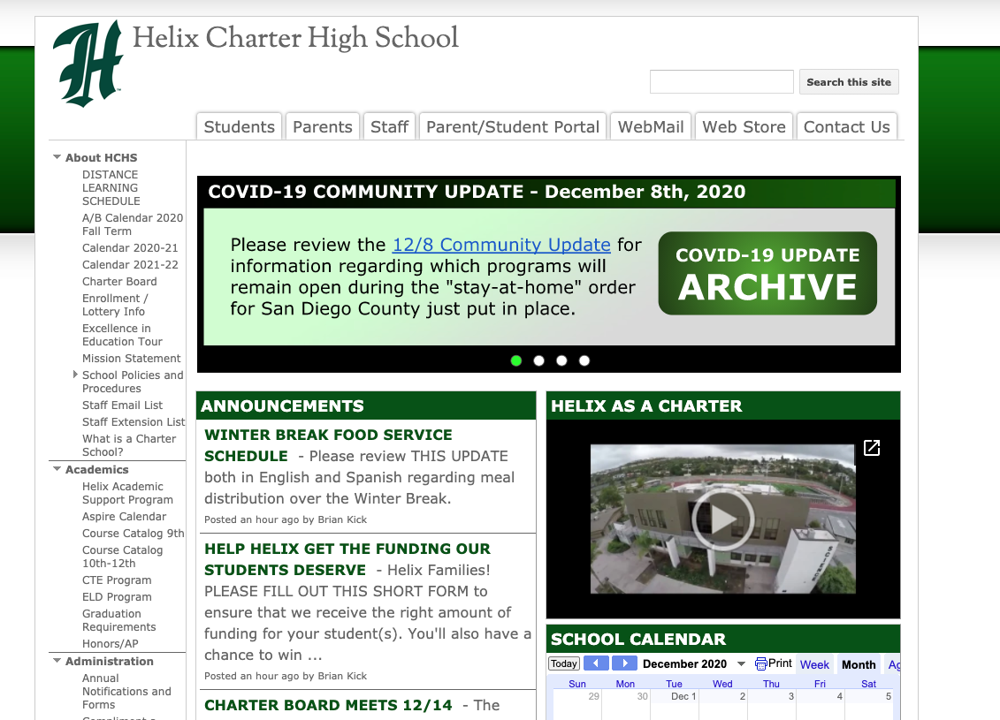 H
Helix Charter High School
Search this site
Students
Parents
Staff
Parent/Student Portal
WebMail
Web Store
Contact Us
About HCHS
DISTANCE
LEARNING
SCHEDULE
A/B Calendar 2020
Fall Term
Calendar 2020-21
Calendar 2021-22
Charter Board
Enrollment /
Lottery Info
Excellence in
Education Tour
Mission Statement
School Policies and
Procedures
Staff Email List
Staff Extension List
What is a Charter
School?
Academics
Helix Academic
Support Program
Aspire Calendar
Course Catalog 9th
Course Catalog
10th-12th
CTE Program
ELD Program
Graduation
Requirements
Honors/AP
Administration
Annual
Notifications and
Forms
COVID-19 COMMUNITY UPDATE - December 8th, 2020
Please review the 12/8 Community Update for
information regarding which programs will
remain open during the "stay-at-home" order
for San Diego County just put in place.
COVID-19 UPDATE
ARCHIVE
ANNOUNCEMENTS
WINTER BREAK FOOD SERVICE
SCHEDULE - Please review THIS UPDATE
both in English and Spanish regarding meal
distribution over the Winter Break.
Posted an hour ago by Brian Kick
HELP HELIX GET THE FUNDING OUR
STUDENTS DESERVE - Helix Families!
PLEASE FILL OUT THIS SHORT FORM to
ensure that we receive the right amount of
funding for your student(s). You'll also have a
chance to win ...
Posted an hour ago by Brian Kick
CHARTER BOARD MEETS 12/14 - The
HELIX AS A CHARTER
SCHOOL CALENDAR
Today
December 2020
Print
Week
Month
Sun Mon Tue Wed Thu Fri Sat
29 30 Dec 1 2 3 4 5